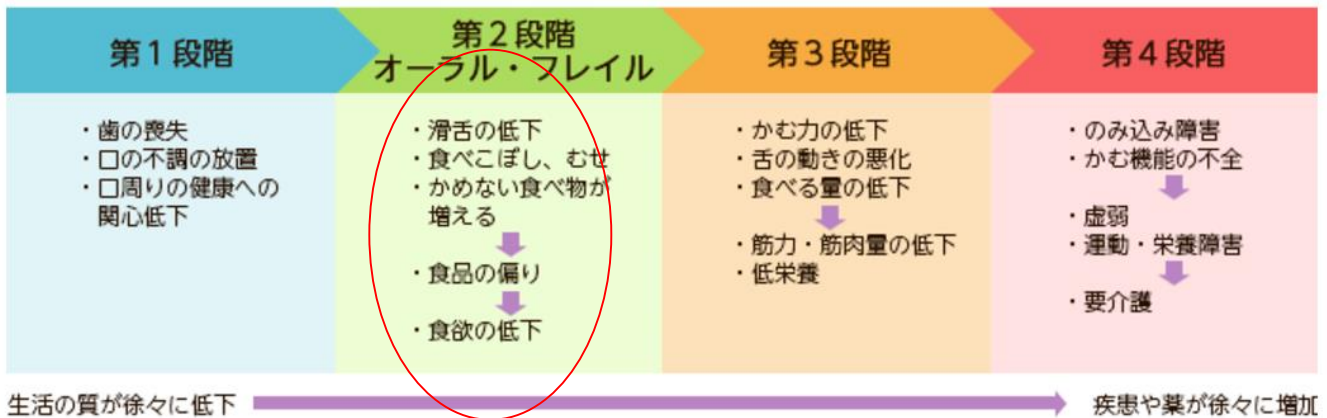 第1段階
・歯の喪失
・口の不調の放置
・口周りの健康への
関心低下
第2段階
オーラル・フレイル
・滑舌の低下
・食べこぼし、むせ
・かめない食べ物が
増える
・食品の偏り
・食欲の低下
第3段階
・かむ力の低下
・舌の動きの悪化
・食べる量の低下
・筋力・筋肉量の低下
・低栄養
第4段階
・のみ込み障害
・かむ機能の不全
・虚弱
・運動・栄養障害
・要介護
生活の質が徐々に低下
疾患や薬が徐々に増加